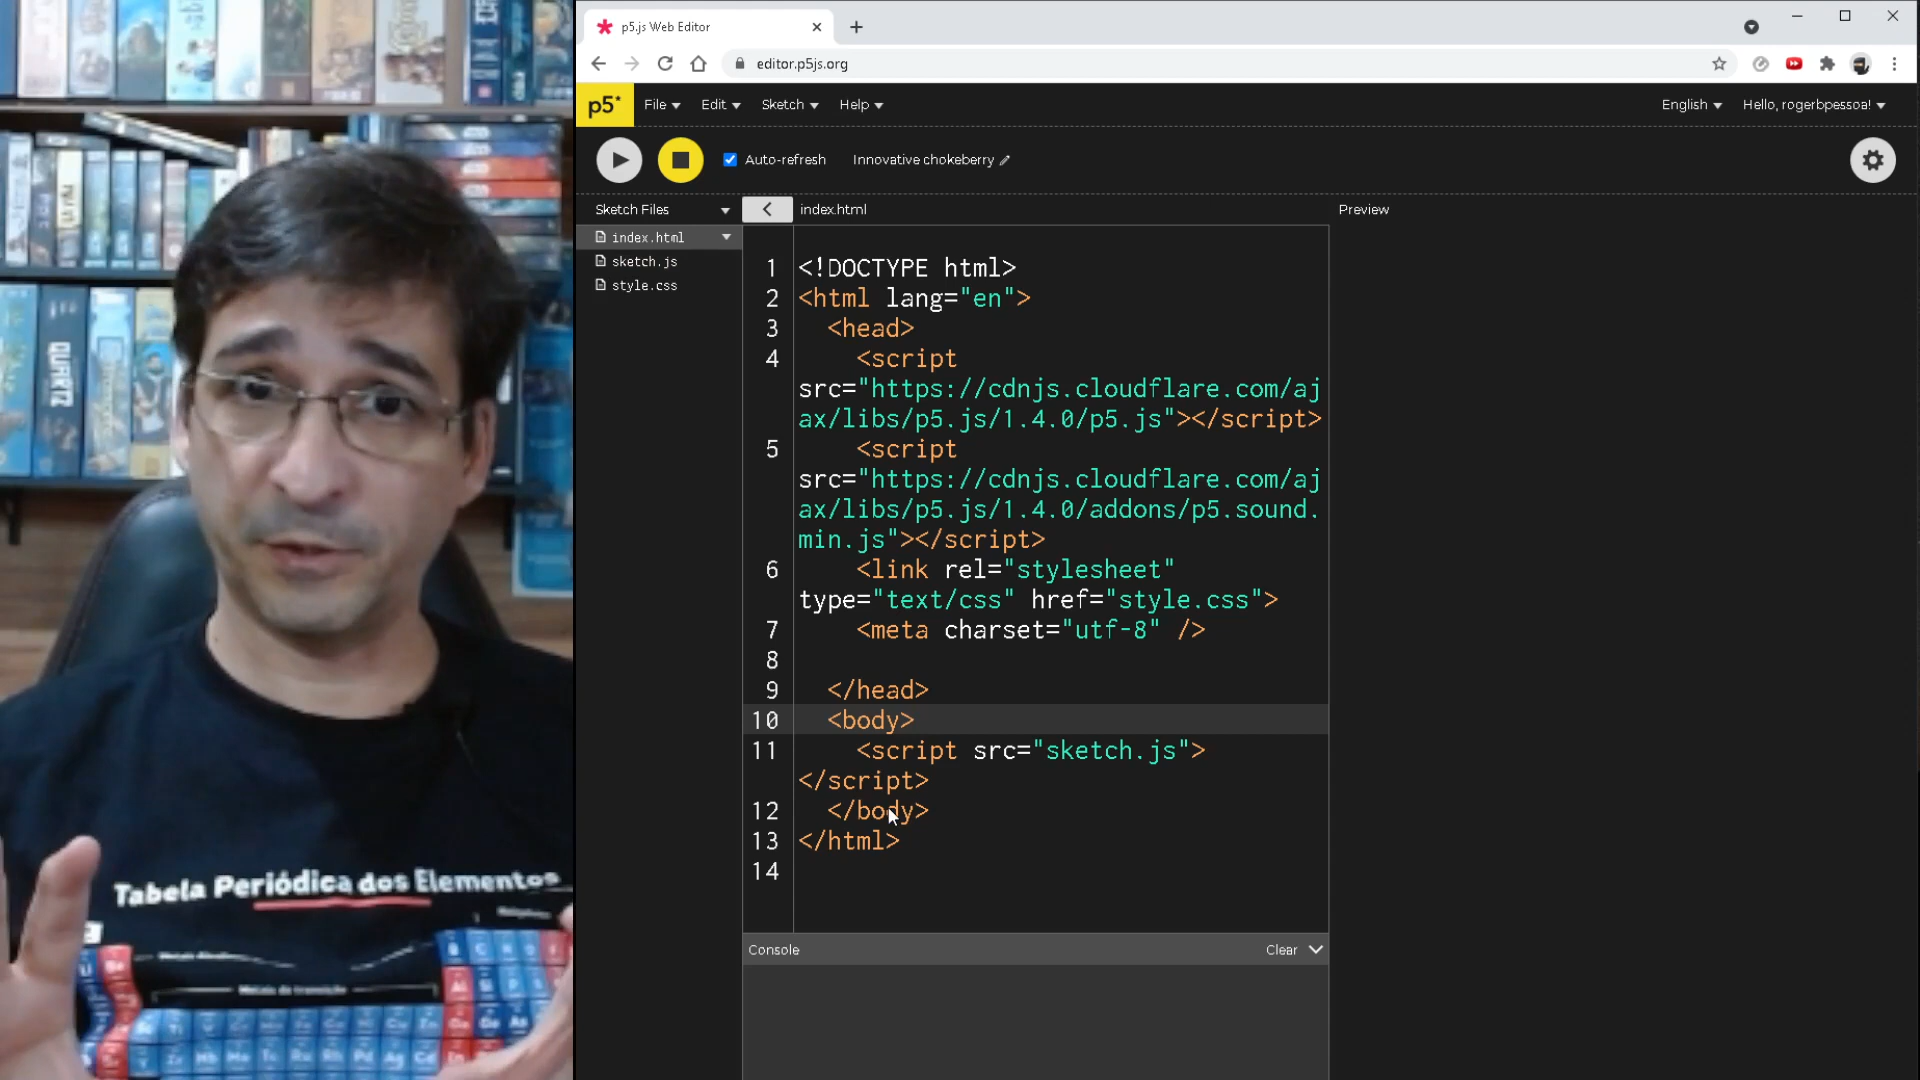 p5.js Web Editor
editor.p5js.org
p5*
File
Edit
Sketch
Help
English
Hello, rogerbpessoa!
Auto-refresh
Innovative chokeberry
Sketch Files
index.html
Preview
index.html
sketch.js
style.css
1 <!DOCTYPE html>
2 <html lang="en">
3 <head>
4 <script
src="https://cdnjs.cloudflare.com/aj
ax/libs/p5.js/1.4.0/p5.js"></script>
5 <script
src="https://cdnjs.cloudflare.com/aj
ax/libs/p5.js/1.4.0/addons/p5.sound.
min.js"></script>
6 <link rel="stylesheet"
type="text/css" href="style.css">
7 <meta charset="utf-8" />
8
9 </head>
10 <body>
11 <script src="sketch.js">
</script>
12 </body>
13 </html>
14
Console
Clear
QUARTZ
Tabela Periódica dos Elementos